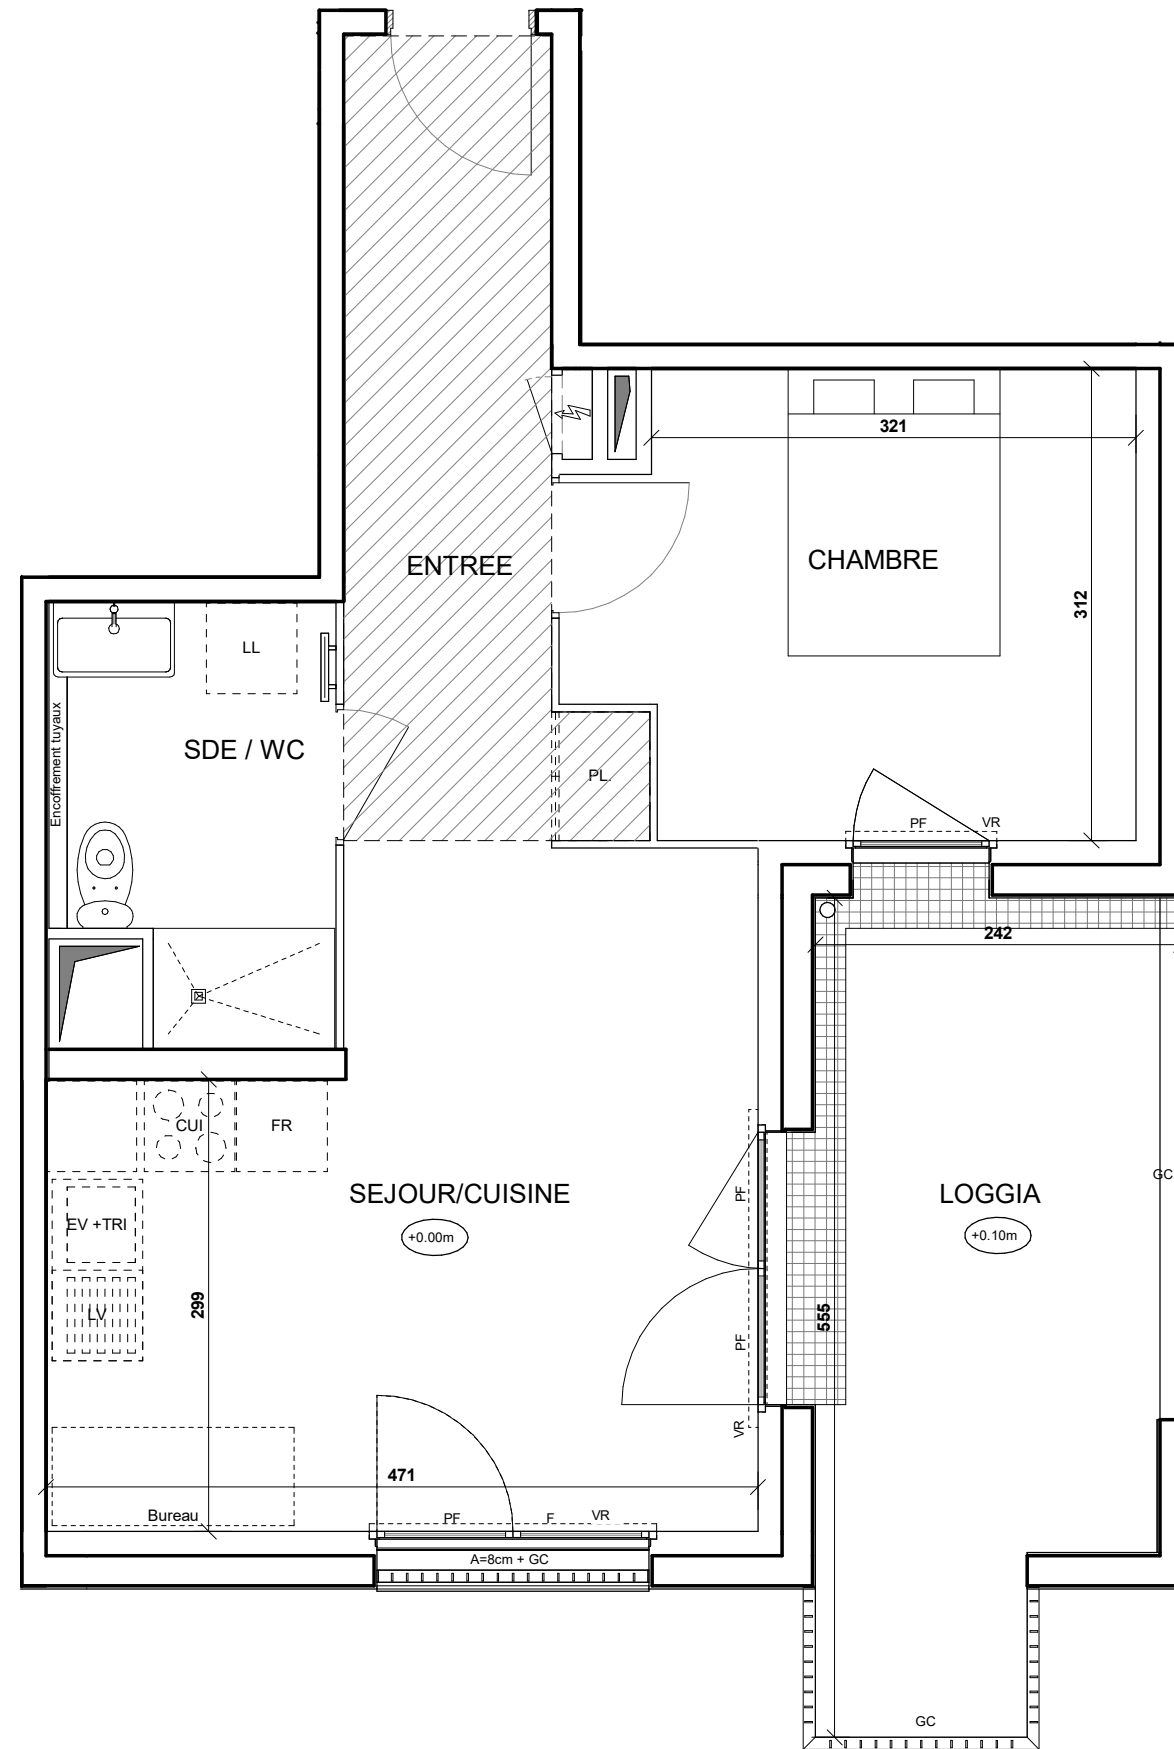 321
ENTREE
CHAMBRE
312
LL
Encoffrement tuyaux
SDE / WC
PL.
PF
VR
242
CUI
FR
GC
SEJOUR/CUISINE
+0.00m
PF
LOGGIA
+0.10m
EV +TRI
LV
299
555
PF
VR
471
Bureau
PF
F
VR
A=8cm + GC
GC